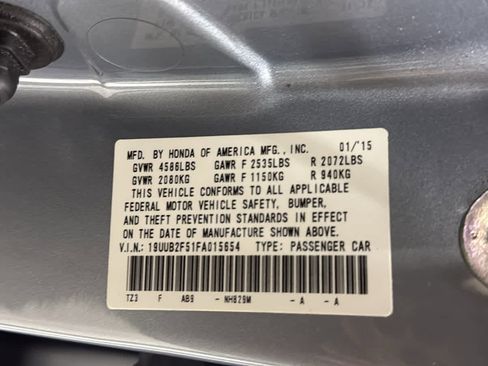 MFD. BY HONDA OF AMERICA MFG., INC. 01/'15
GVWR 4586LBS GAWR F 2535LBS R 2072LBS
GVWR 2080KG GAWR F 1150KG R 940KG
THIS VEHICLE CONFORMS TO ALL APPLICABLE
FEDERAL MOTOR VEHICLE SAFETY, BUMPER,
AND THEFT PREVENTION STANDARDS IN EFFECT
ON THE DATE OF MANUFACTURE SHOWN ABOVE.
V.I.N.: 19UUB2F51FA015654 TYPE: PASSENGER CAR
TZ3 F AB9 - NH829M - A - A